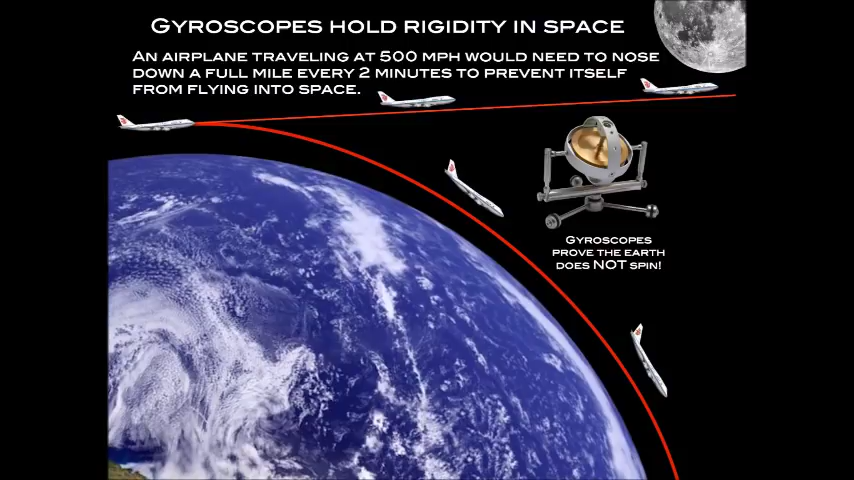 Gyroscopes hold rigidity in space
An airplane traveling at 500 mph would need to nose
down a full mile every 2 minutes to prevent itself
from flying into space.
Gyroscopes
prove the earth
does NOT spin!